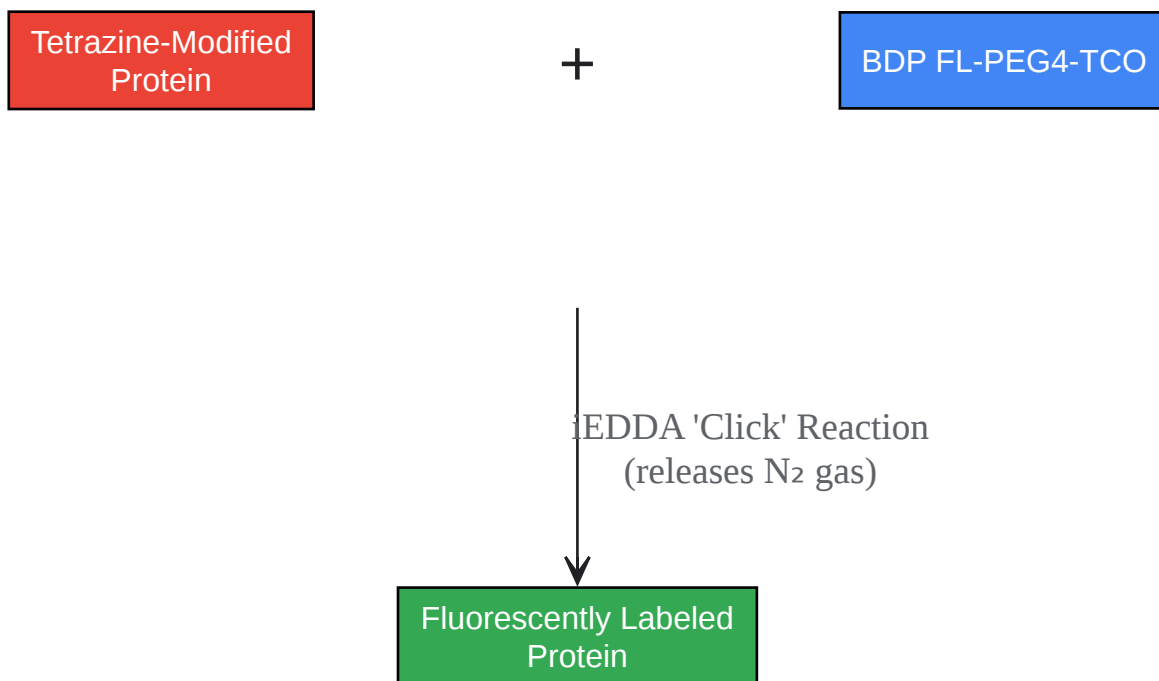 Tetrazine-Modified
Protein
+
BDP FL-PEG4-TCO
iEDDA 'Click' Reaction
(releases N₂ gas)
Fluorescently Labeled
Protein